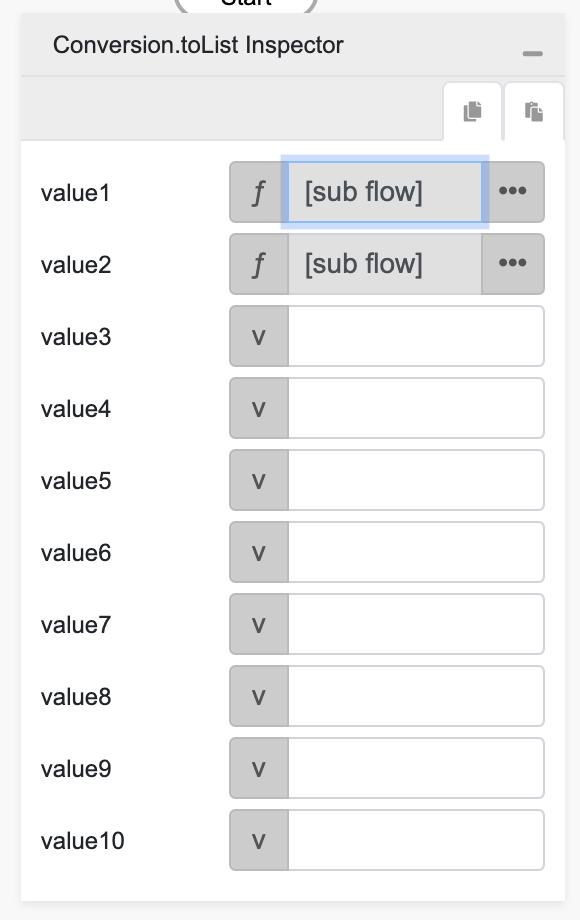 Start
Conversion.toList Inspector
value1 f [sub flow] •••
value2 f [sub flow] •••
value3 v
value4 v
value5 v
value6 v
value7 v
value8 v
value9 v
value10 v